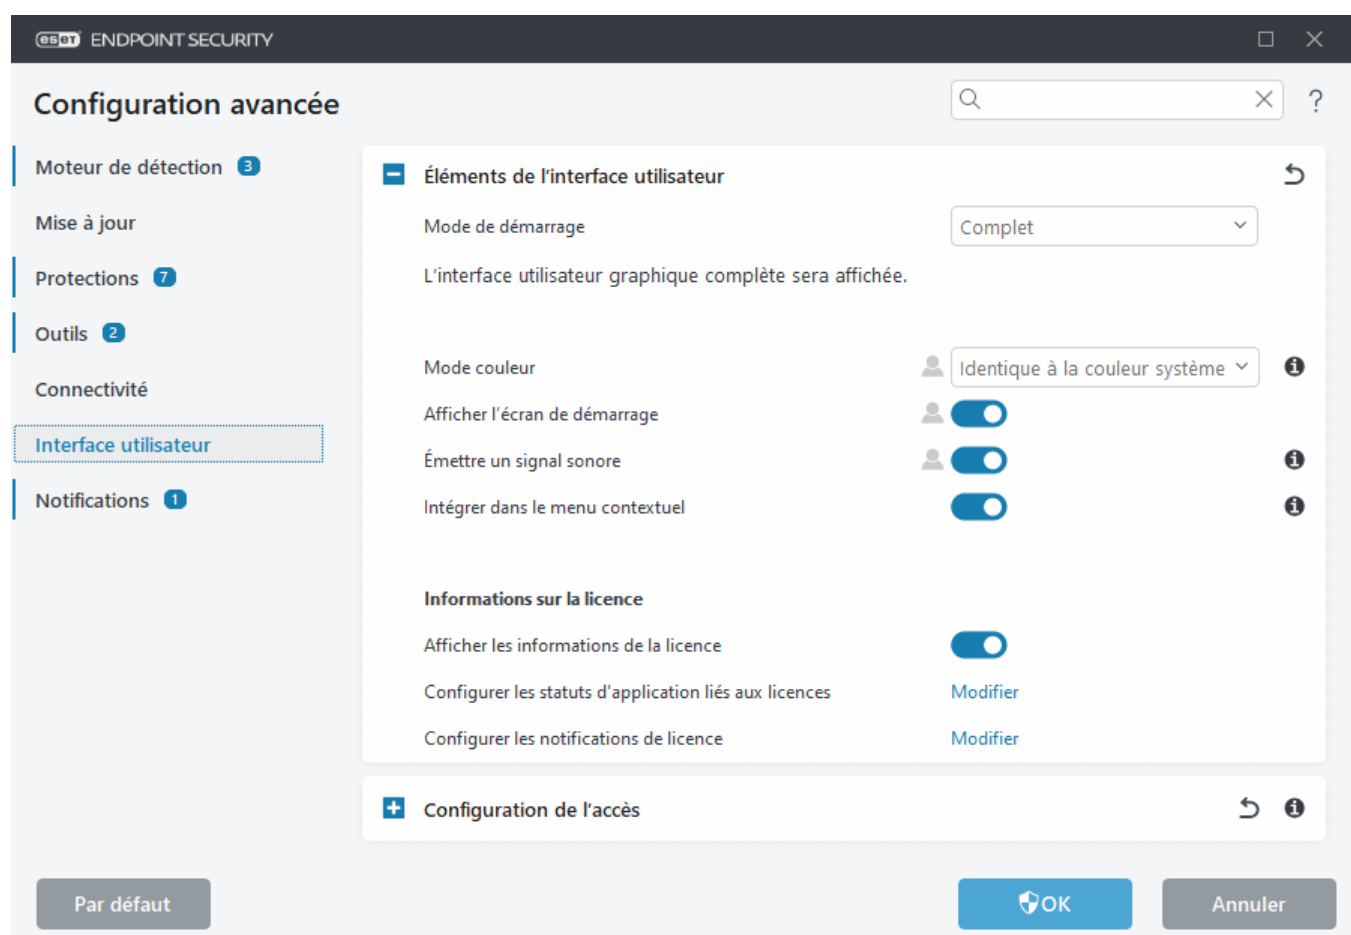 eset ENDPOINT SECURITY
Configuration avancée
?
Moteur de détection 3
Mise à jour
Protections 7
Outils 2
Connectivité
Interface utilisateur
Notifications 1
Éléments de l'interface utilisateur
Mode de démarrage
Complet
L'interface utilisateur graphique complète sera affichée.
Mode couleur
Identique à la couleur système
Afficher l'écran de démarrage
Émettre un signal sonore
Intégrer dans le menu contextuel
Informations sur la licence
Afficher les informations de la licence
Configurer les statuts d'application liés aux licences
Modifier
Configurer les notifications de licence
Modifier
Configuration de l'accès
Par défaut
OK
Annuler